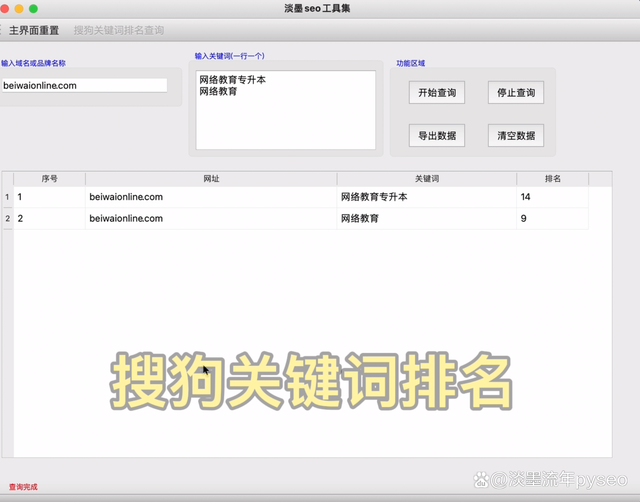 淡墨seo工具集
主界面重置 搜狗关键词排名查询
输入域名或品牌名称
beiwaionline.com
输入关键词(一行一个)
网络教育专升本
网络教育
功能区域
开始查询 停止查询
导出数据 清空数据
序号 网址 关键词 排名
1 1 beiwaionline.com 网络教育专升本 14
2 2 beiwaionline.com 网络教育 9
搜狗关键词排名
查询完成
@淡墨流年pyseo